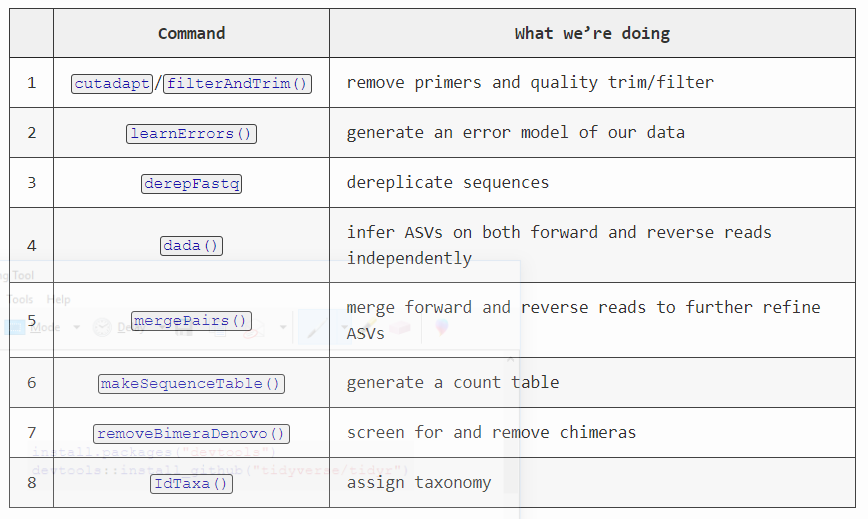 Command What we’re doing
1 cutadapt/filterAndTrim() remove primers and quality trim/filter
2 learnErrors() generate an error model of our data
3 derepFastq dereplicate sequences
4 dada() infer ASVs on both forward and reverse reads
independently
ng Tool
Tools Help
5 mergePairs() merge forward and reverse reads to further refine
ASVs
Mode
6 makeSequenceTable() generate a count table
7 removeBimeraDenovo() screen for and remove chimeras
install.packages("devtools")
devtools::install_github("tidyverse/tidyr")
8 IdTaxa() assign taxonomy